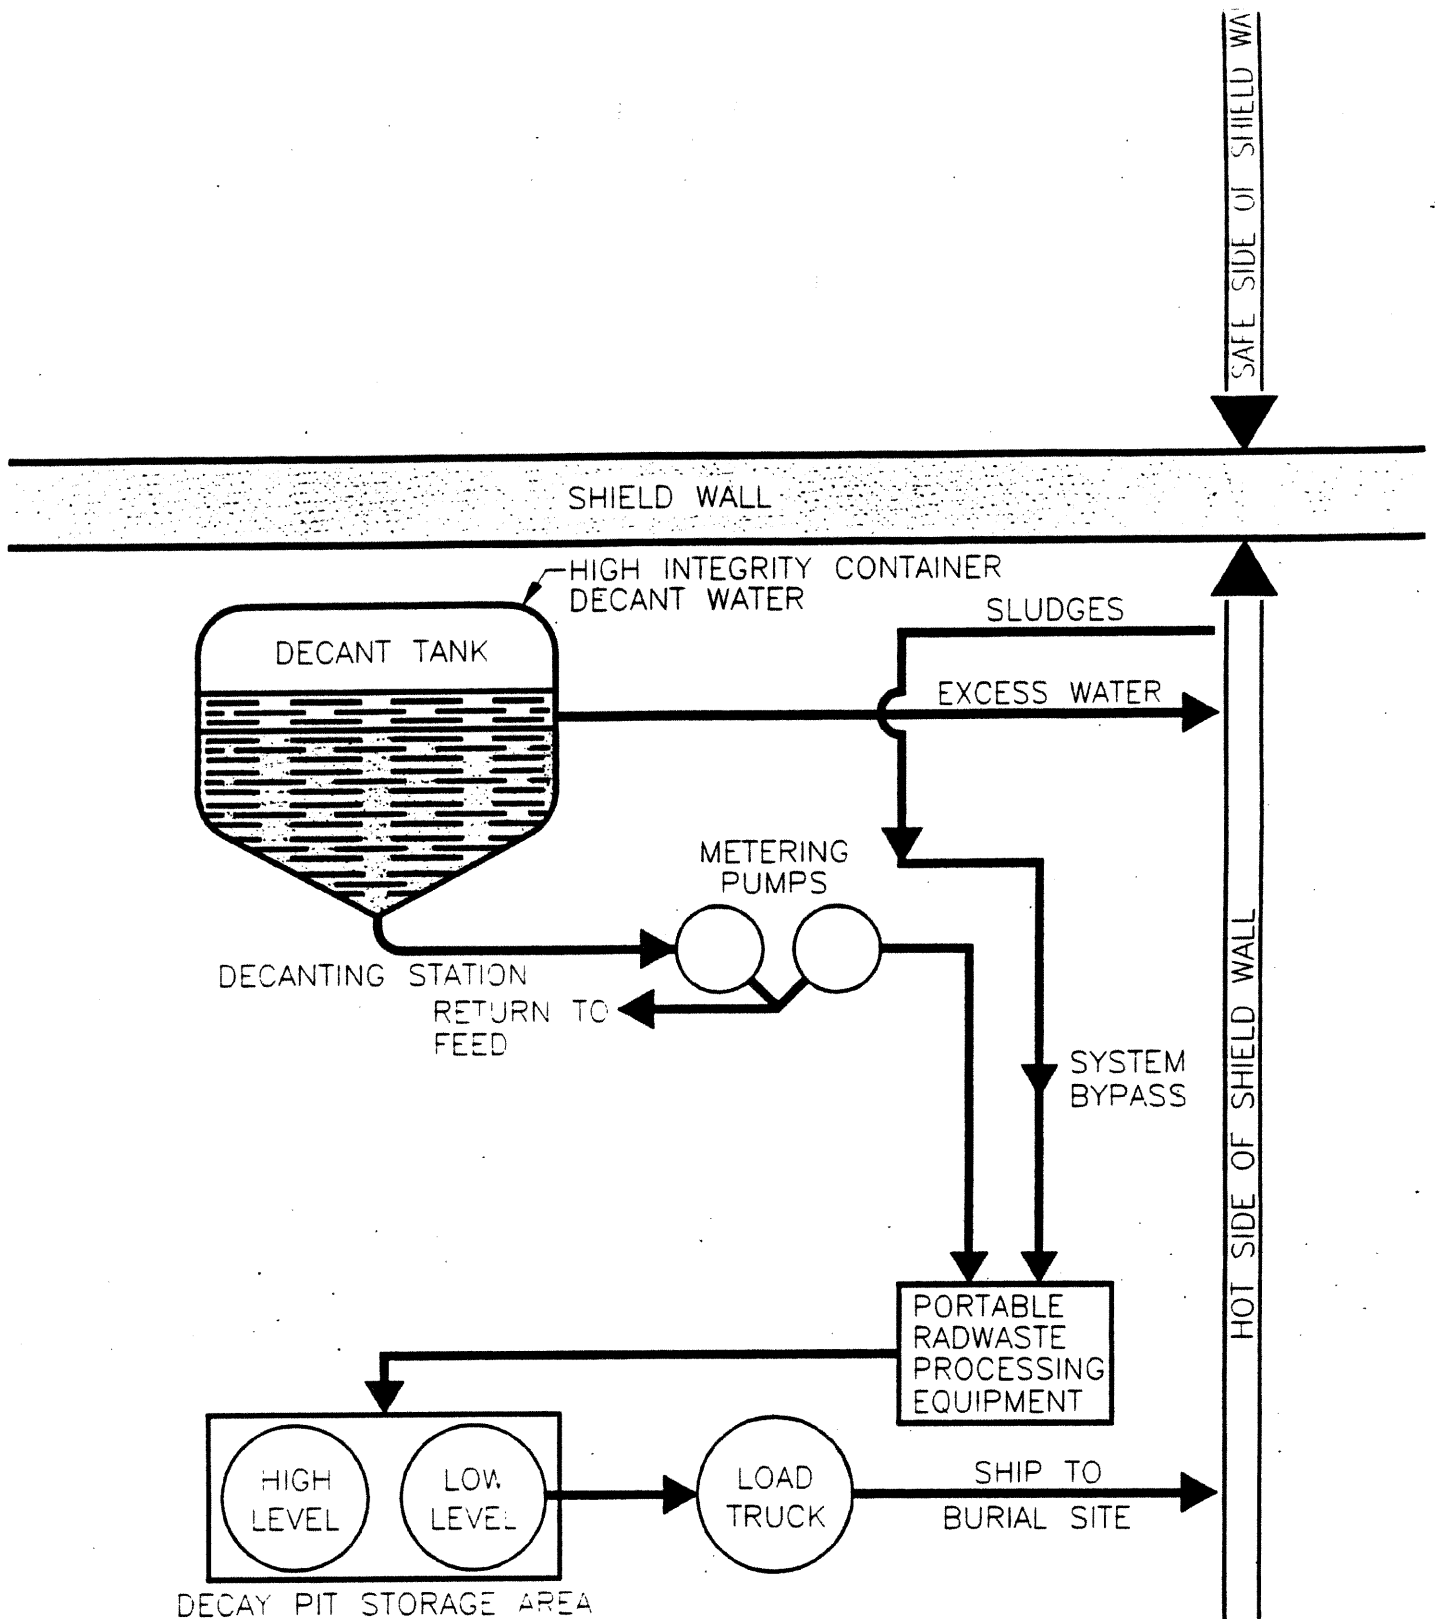 SAFE SIDE OF SHIELD
SHIELD WALL
HIGH INTEGRITY CONTAINER
DECANT WATER
SLUDGES
DECANT TANK
EXCESS WATER
METERING
PUMPS
DECANTING STATION
RETURN TO
FEED
SYSTEM
BYPASS
HOT SIDE OF SHIELD WALL
PORTABLE
RADWASTE
PROCESSING
EQUIPMENT
HIGH
LEVEL
LOW
LEVEL
LOAD
TRUCK
SHIP TO
BURIAL SITE
DECAY PIT STORAGE AREA